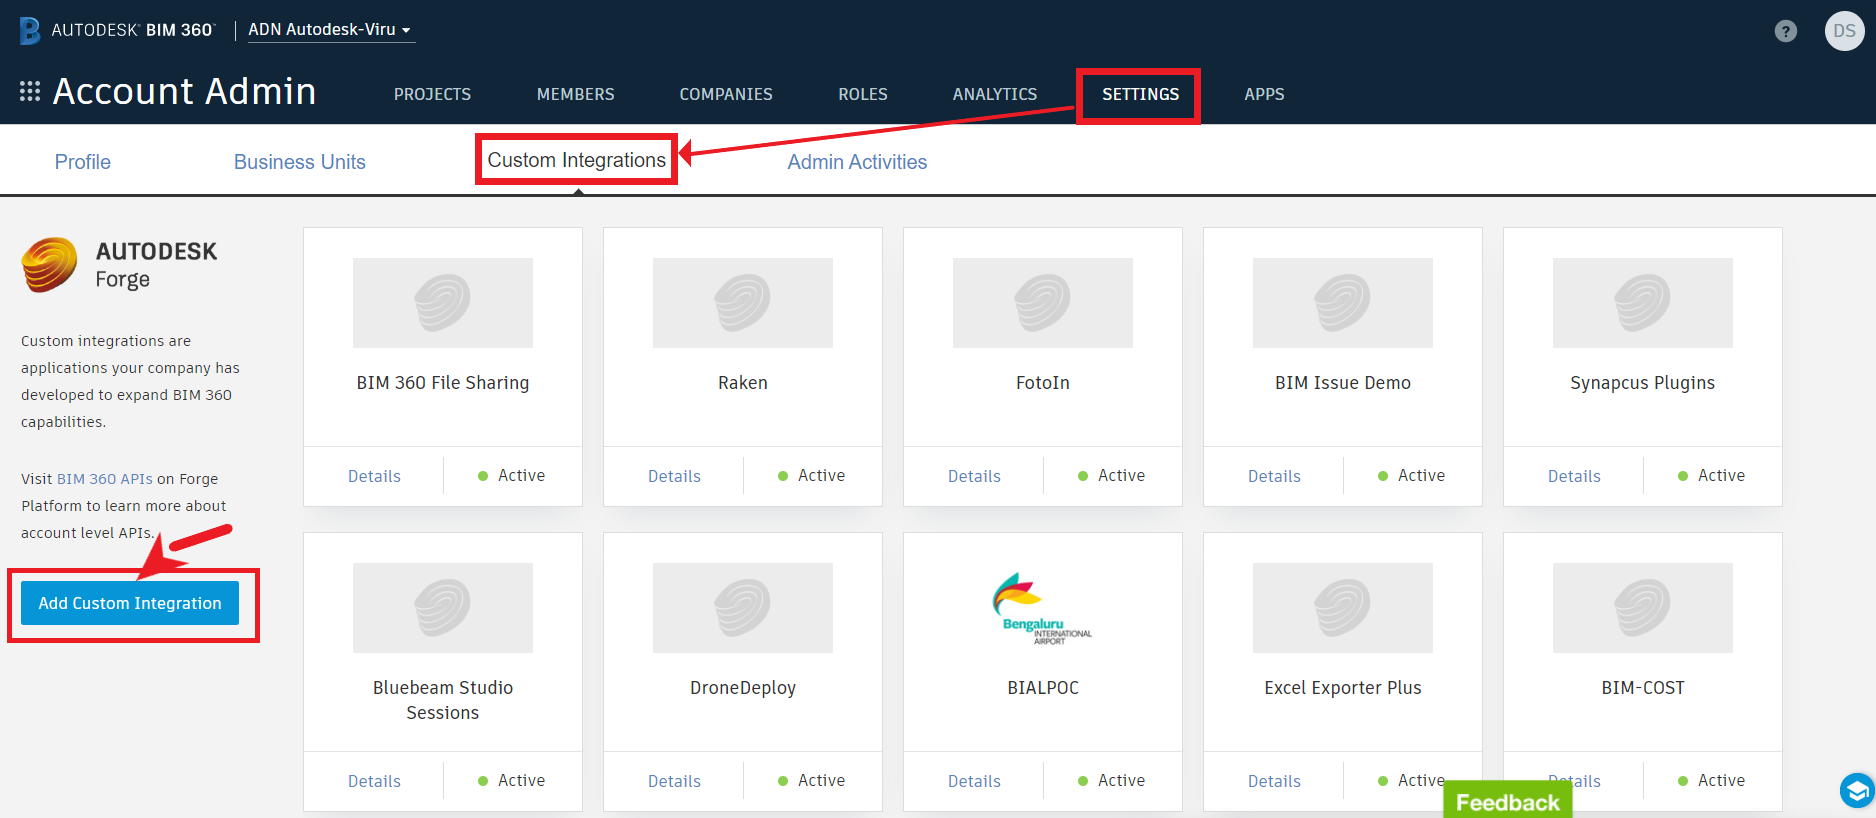 AUTODESK® BIM 360™ ADN Autodesk-Viru
? DS
Account Admin PROJECTS MEMBERS COMPANIES ROLES ANALYTICS SETTINGS APPS
Profile Business Units Custom Integrations Admin Activities
AUTODESK
Forge
Custom integrations are
applications your company has
developed to expand BIM 360
capabilities.
Visit BIM 360 APIs on Forge
Platform to learn more about
account level APIs.
Add Custom Integration
BIM 360 File Sharing Raken FotoIn BIM Issue Demo Synapcus Plugins
Details Active Details Active Details Active Details Active Details Active
Bengaluru
INTERNATIONAL
AIRPORT
Bluebeam Studio
Sessions
DroneDeploy BIALPOC Excel Exporter Plus BIM-COST
Details Active Details Active Details Active Details Active Details Active
Feedback